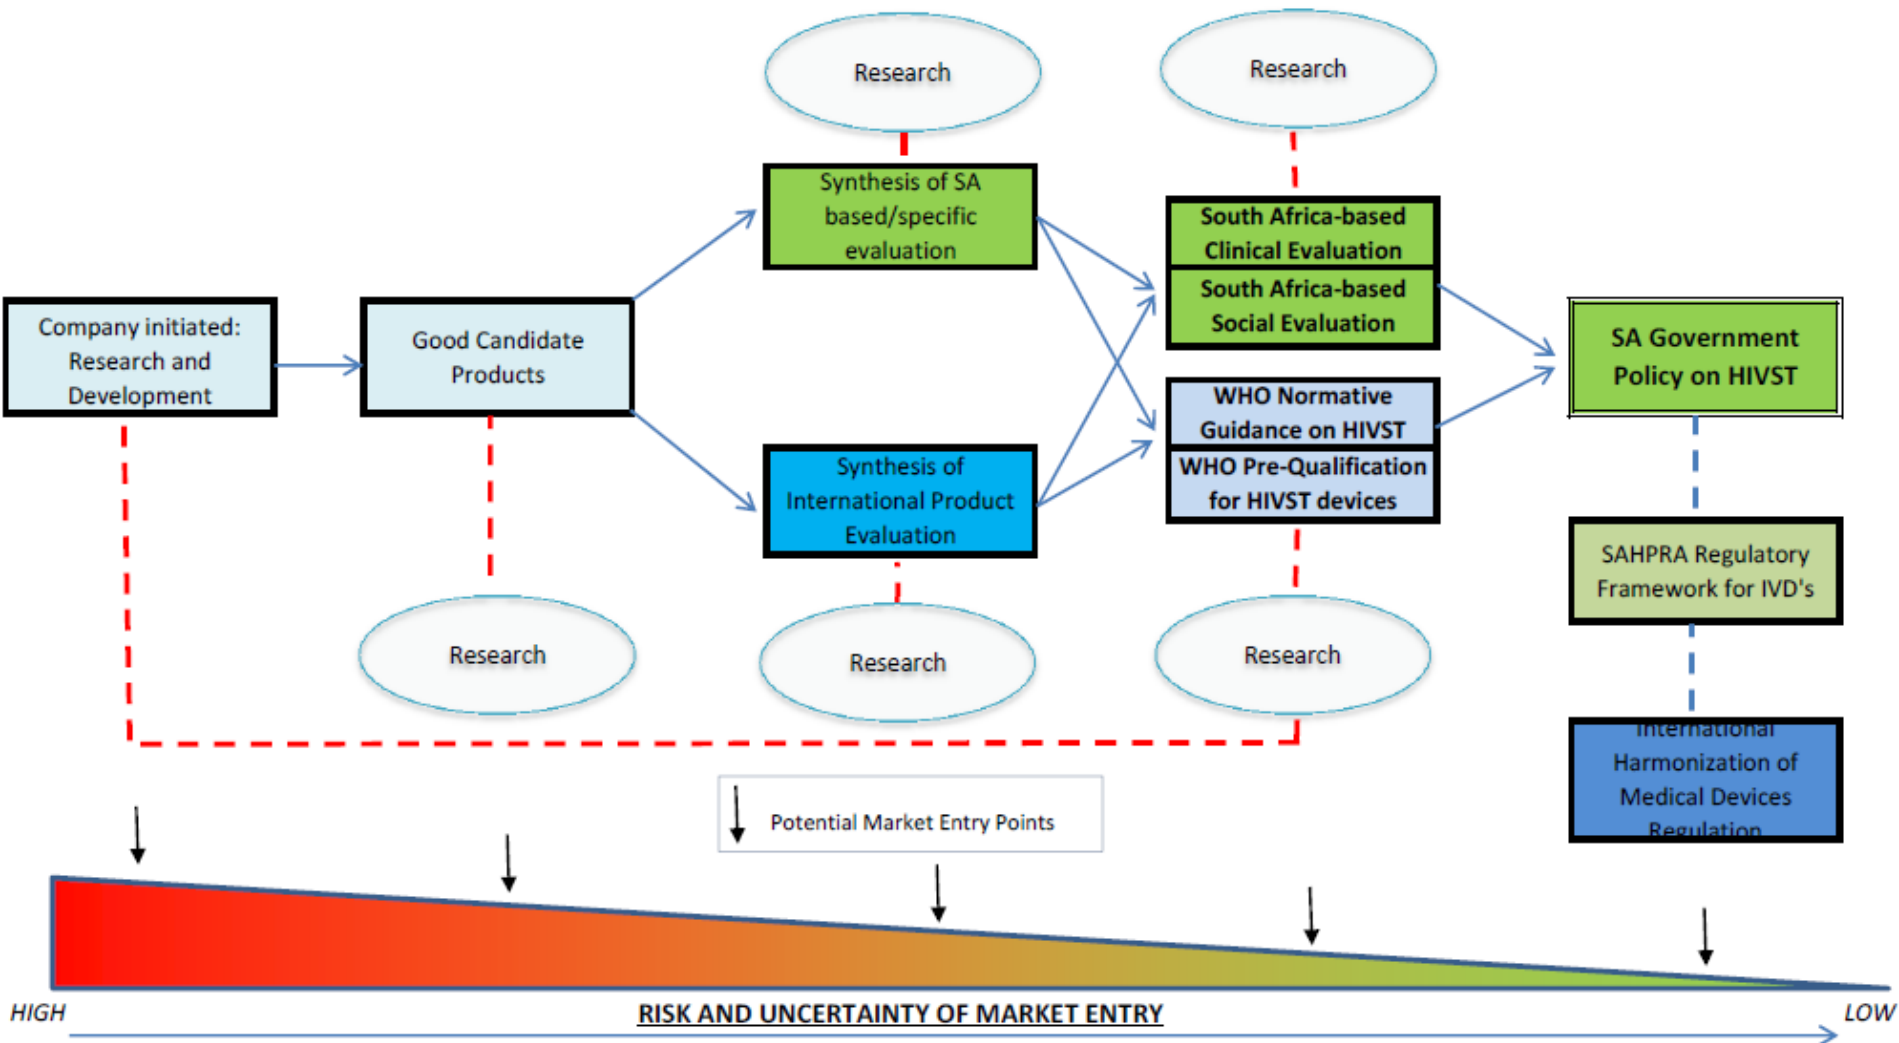 Research
Research
Synthesis of SA
based/specific
evaluation
South Africa-based
Clinical Evaluation
South Africa-based
Social Evaluation
Company initiated:
Research and
Development
Good Candidate
Products
SA Government
Policy on HIVST
WHO Normative
Guidance on HIVST
WHO Pre-Qualification
for HIVST devices
Synthesis of
International Product
Evaluation
SAHPRA Regulatory
Framework for IVD's
Research
Research
Research
International
Harmonization of
Medical Devices
Regulation
Potential Market Entry Points
HIGH
RISK AND UNCERTAINTY OF MARKET ENTRY
LOW